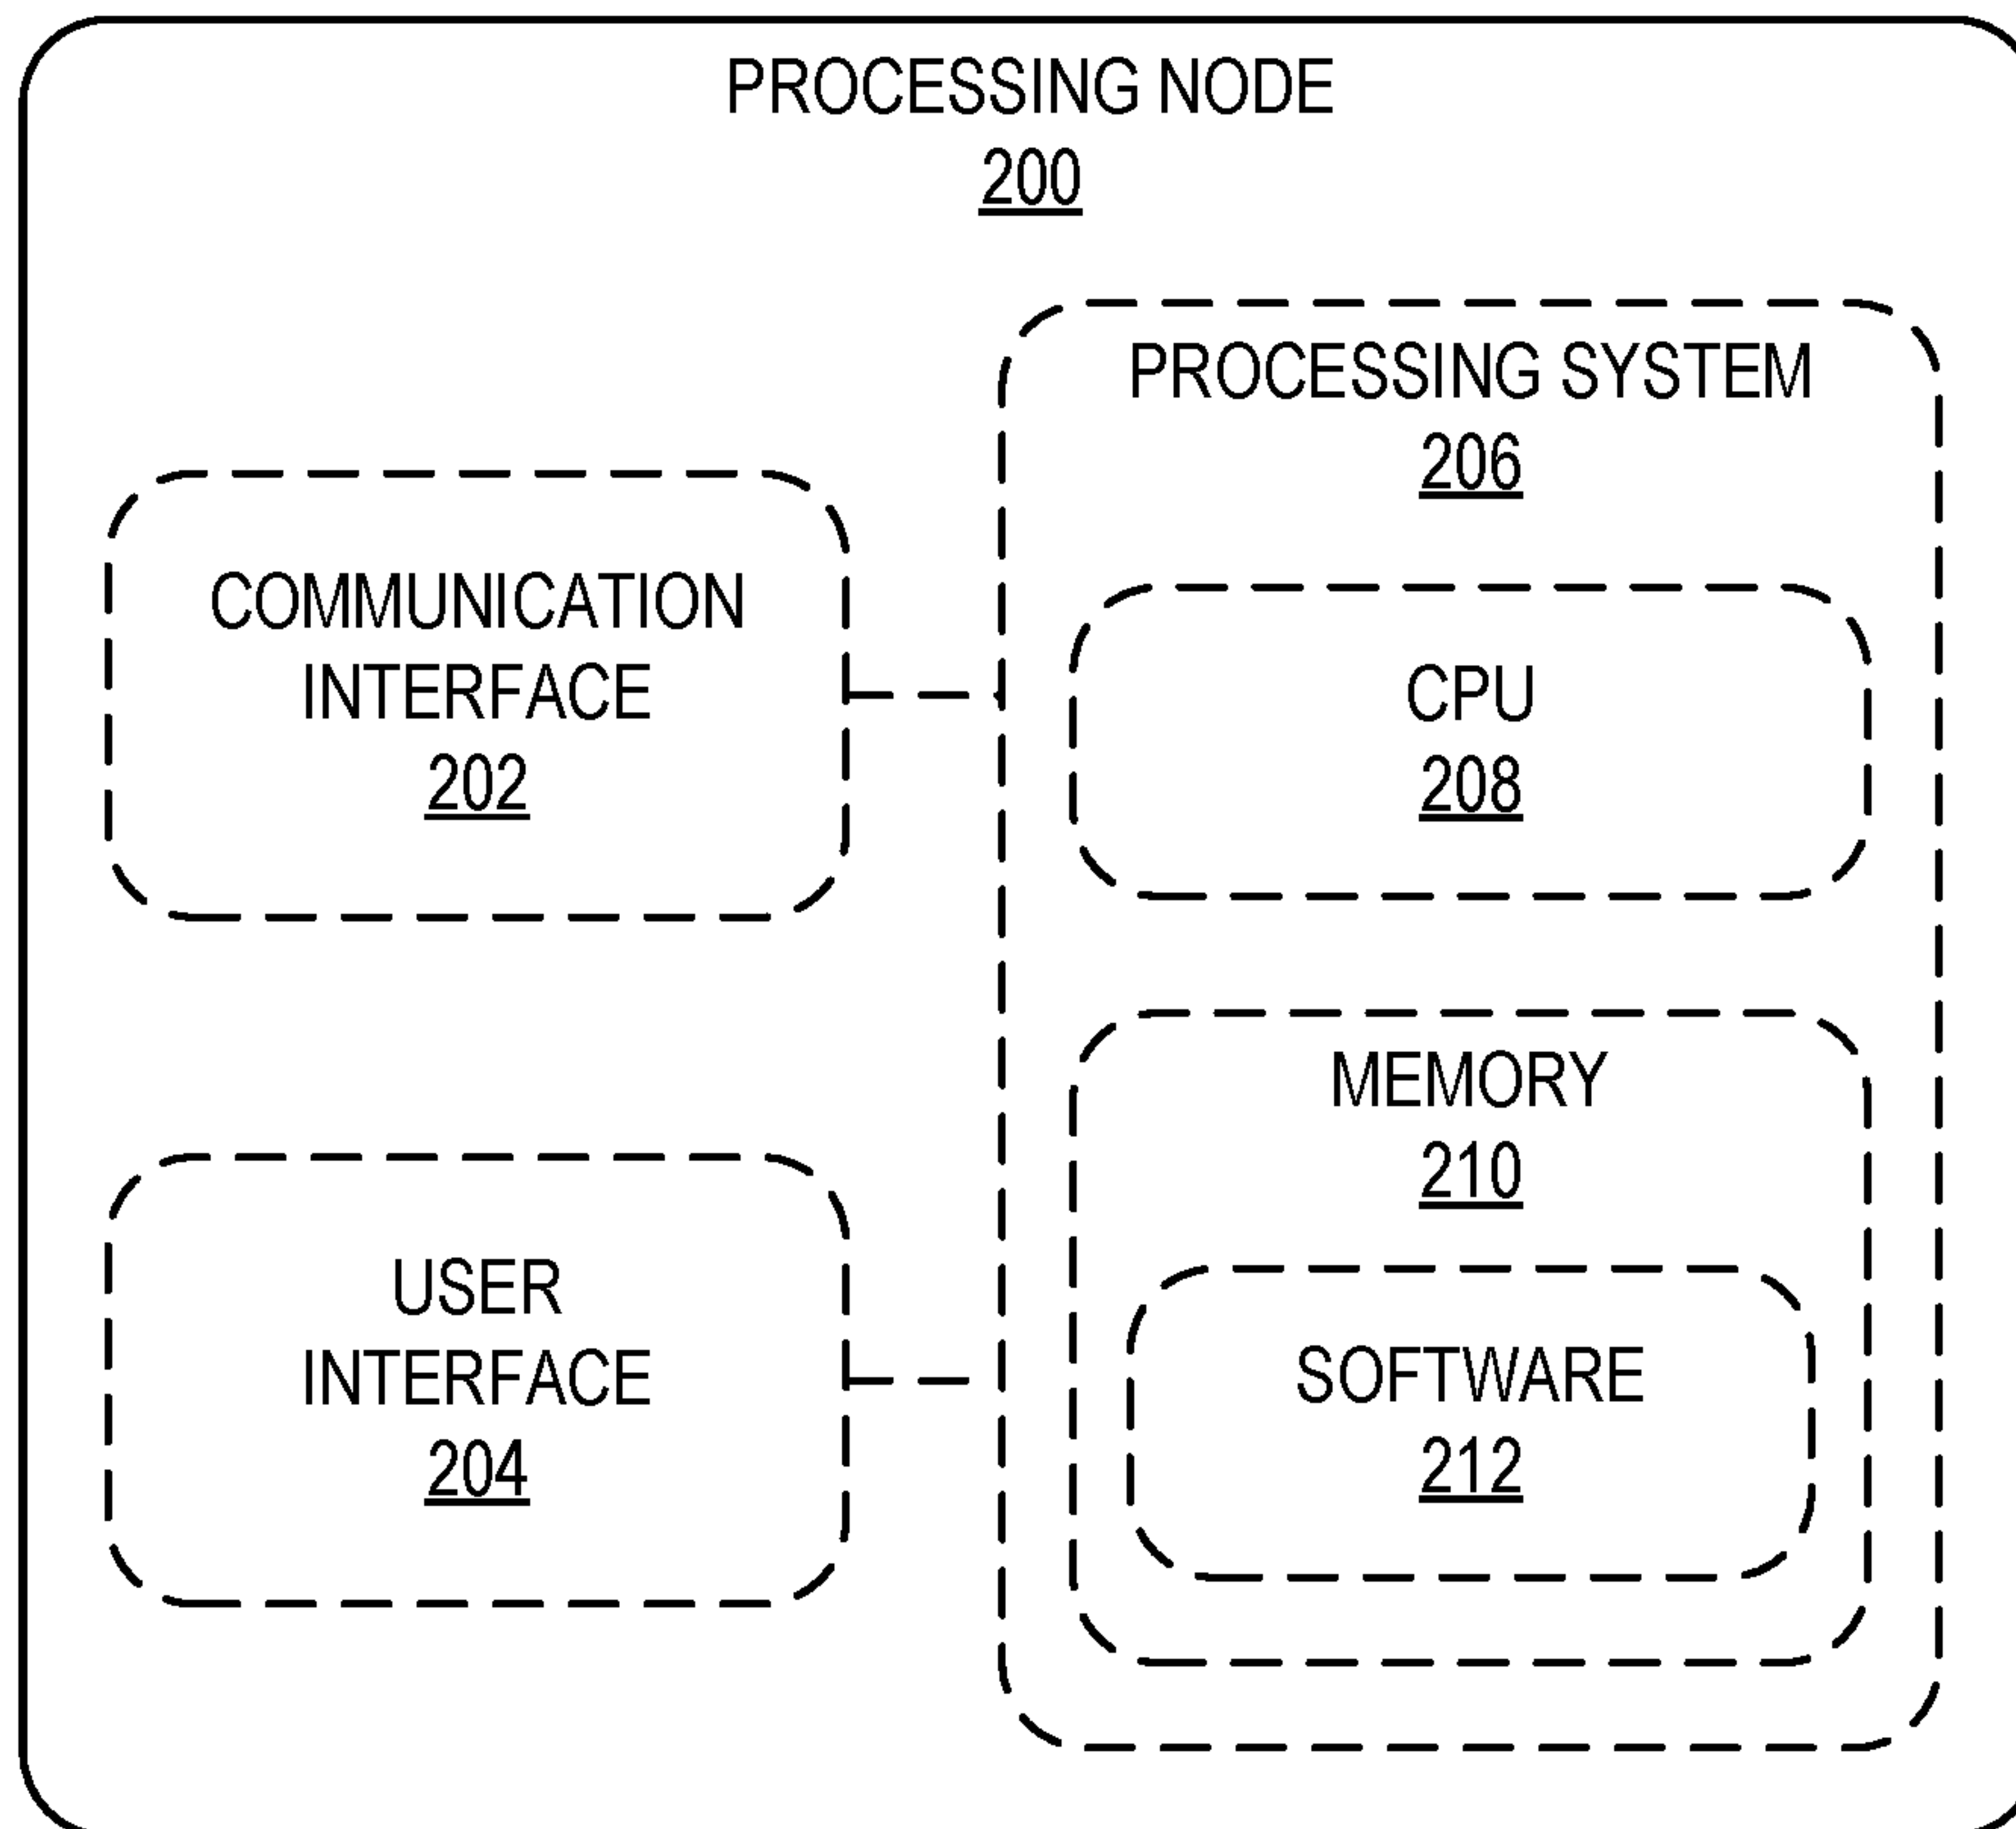 PROCESSING NODE
200
PROCESSING SYSTEM
206
COMMUNICATION
INTERFACE
202
CPU
208
MEMORY
210
USER
INTERFACE
204
SOFTWARE
212